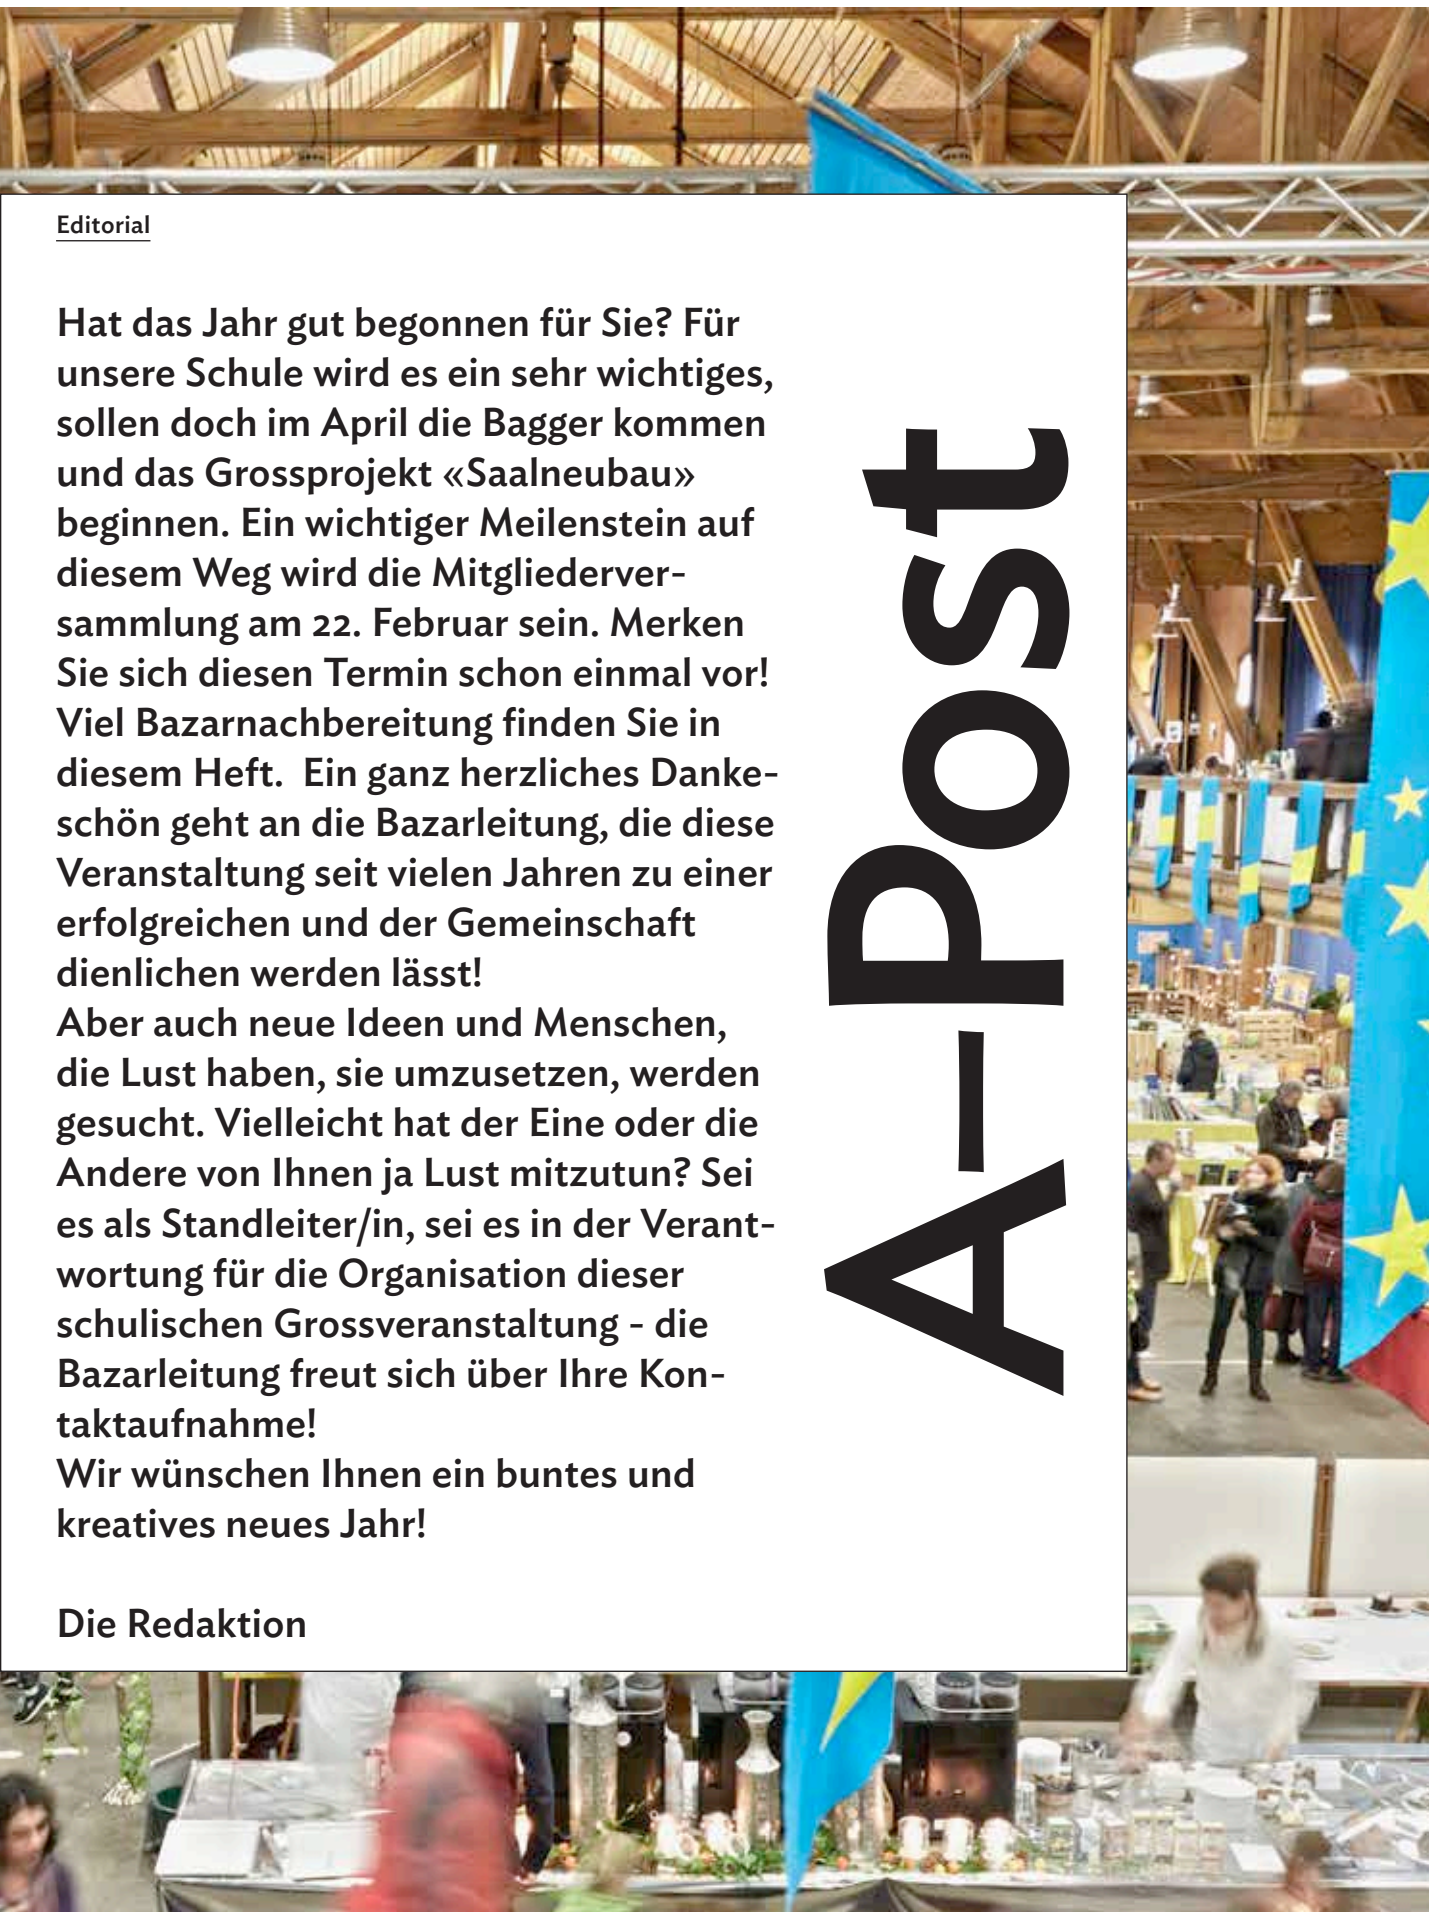 Editorial
Hat das Jahr gut begonnen für Sie? Für
unsere Schule wird es ein sehr wichtiges,
sollen doch im April die Bagger kommen
und das Grossprojekt «Saalneubau»
beginnen. Ein wichtiger Meilenstein auf
diesem Weg wird die Mitgliederver-
sammlung am 22. Februar sein. Merken
Sie sich diesen Termin schon einmal vor!
Viel Bazarnachbereitung finden Sie in
diesem Heft.  Ein ganz herzliches Danke-
schön geht an die Bazarleitung, die diese
Veranstaltung seit vielen Jahren zu einer
erfolgreichen und der Gemeinschaft
dienlichen werden lässt!
Aber auch neue Ideen und Menschen,
die Lust haben, sie umzusetzen, werden
gesucht. Vielleicht hat der Eine oder die
Andere von Ihnen ja Lust mitzutun? Sei
es als Standleiter/in, sei es in der Verant-
wortung für die Organisation dieser
schulischen Grossveranstaltung - die
Bazarleitung freut sich über Ihre Kon-
taktaufnahme!
Wir wünschen Ihnen ein buntes und
kreatives neues Jahr!
Die Redaktion
A-Post